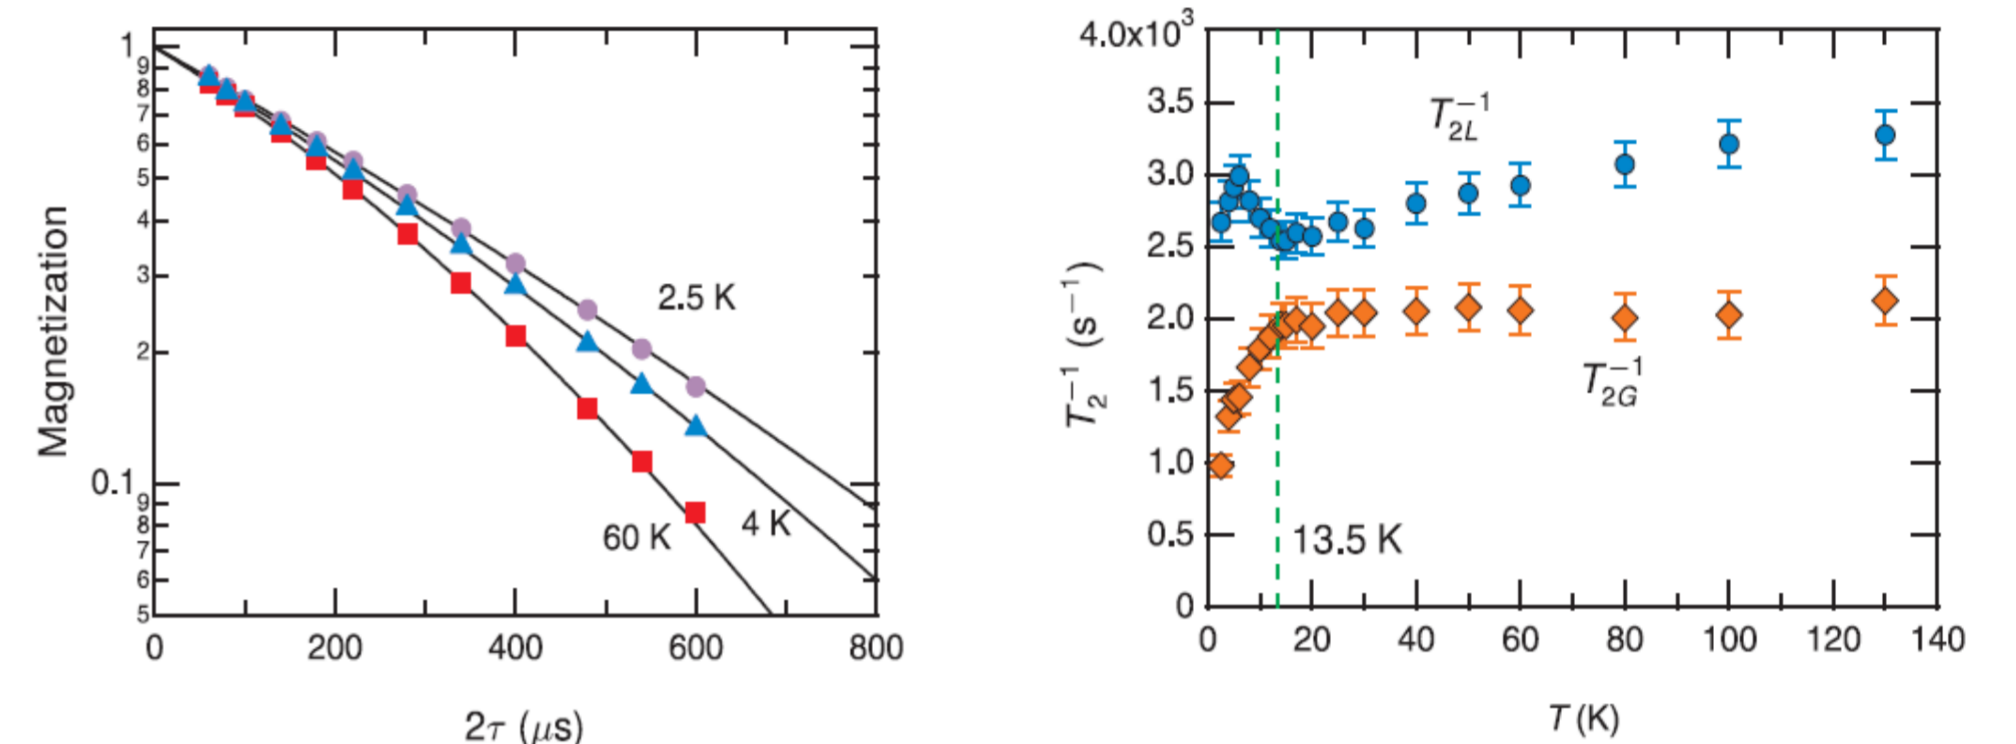 1
9
8
7
6
5
4
3
2
0.1
9
8
7
6
5
Magnetization
2.5 K
4 K
60 K
0 200 400 600 800
2τ (μs)
4.0x10³
3.5
3.0
2.5
2.0
1.5
1.0
0.5
0
T₂⁻¹ (s⁻¹)
T₂L⁻¹
T₂G⁻¹
13.5 K
0 20 40 60 80 100 120 140
T (K)